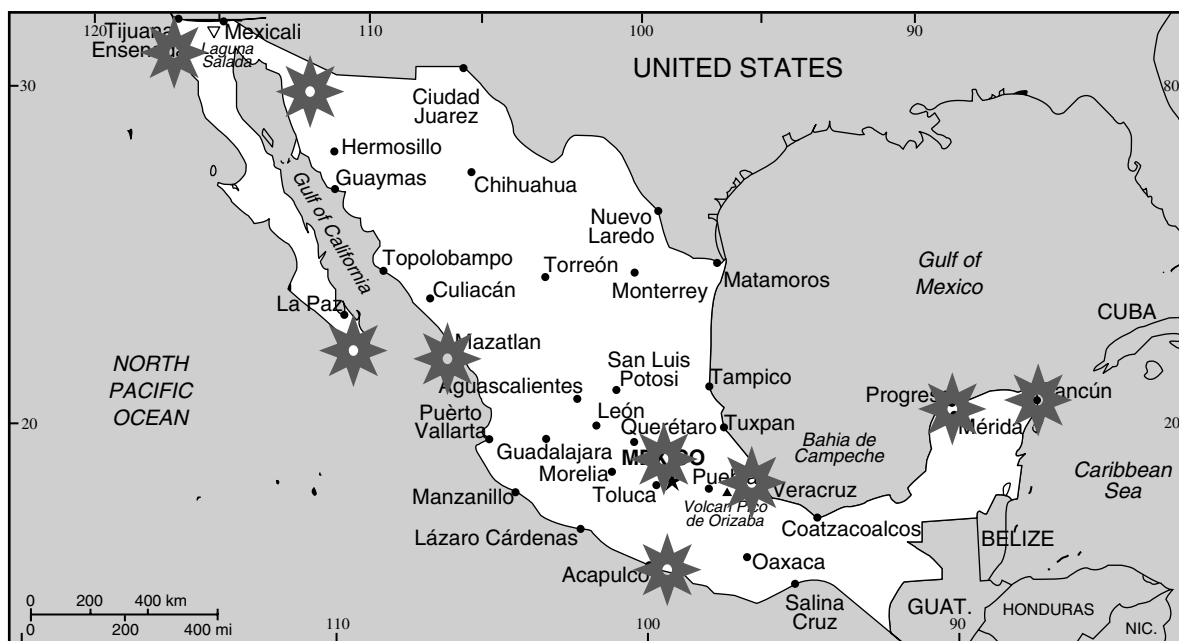 120
110
100
90
Tijuana
Mexicali
Ensenada
Laguna
Salada
UNITED STATES
30
80
Ciudad
Juarez
Hermosillo
Guaymas
Chihuahua
Gulf of California
Nuevo
Laredo
Gulf of
Mexico
Topolobampo
Torreón
Matamoros
Culiacán
Monterrey
La Paz
CUBA
Mazatlan
NORTH
PACIFIC
OCEAN
San Luis
Potosi
Tampico
Aguascalientes
Progreso
Cancún
Puèrto
Vallarta
León
Querétaro
Tuxpan
Mérida
20
20
Guadalajara
MEXICO
Bahia de
Campeche
Morelia
Puebla
Caribbean
Sea
Manzanillo
Toluca
Veracruz
Volcan Pico
de Orizaba
Lázaro Cárdenas
Coatzacoalcos
BELIZE
Acapulco
Oaxaca
Salina
Cruz
GUAT.
HONDURAS
NIC.
0 200 400 km
0 200 400 mi
110
100
90